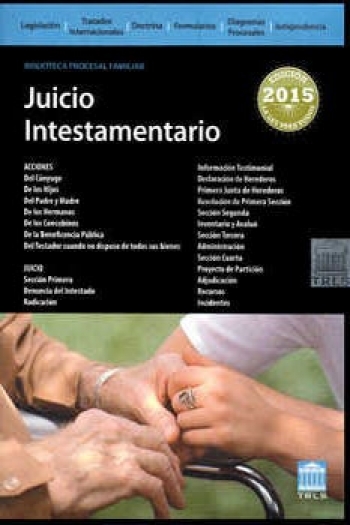 Legislación
Tratados Internacionales
Doctrina
Formularios
Diagramas Procesales
Jurisprudencia
BIBLIOTECA PROCESAL FAMILIAR
Juicio
Intestamentario
EDICIÓN
2015
ACCIONES
Del Cónyuge
De los Hijos
Del Padre y Madre
De los Hermanos
De los Concubinos
De la Beneficencia Pública
Del Testador cuando no dispone de todos sus bienes
JUICIO
Sección Primera
Denuncia del Intestado
Radicación
Información Testimonial
Declaración de Herederos
Primera Junta de Herederos
Resolución de Primera Sección
Sección Segunda
Inventario y Avalúo
Sección Tercera
Administración
Sección Cuarta
Proyecto de Partición
Adjudicación
Recursos
Incidentes
TRLS
TRLS